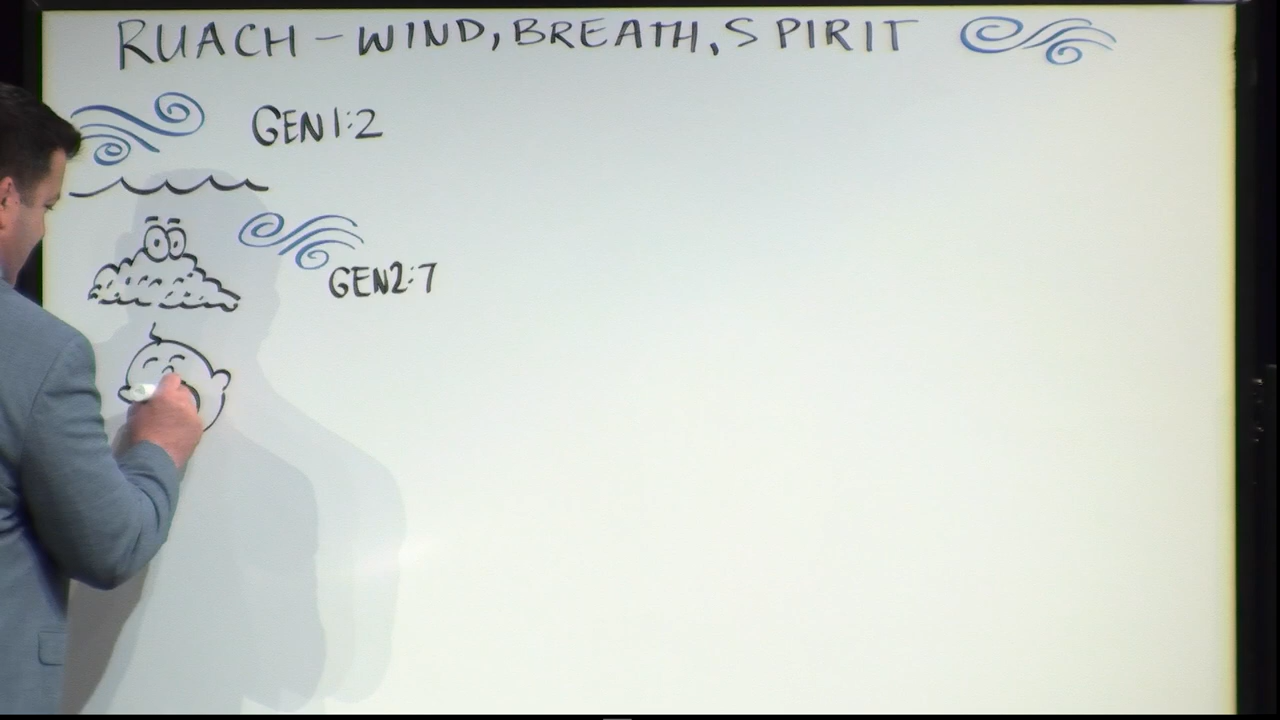 RUACH - WIND, BREATH, SPIRIT
GEN 1:2
GEN 2:7